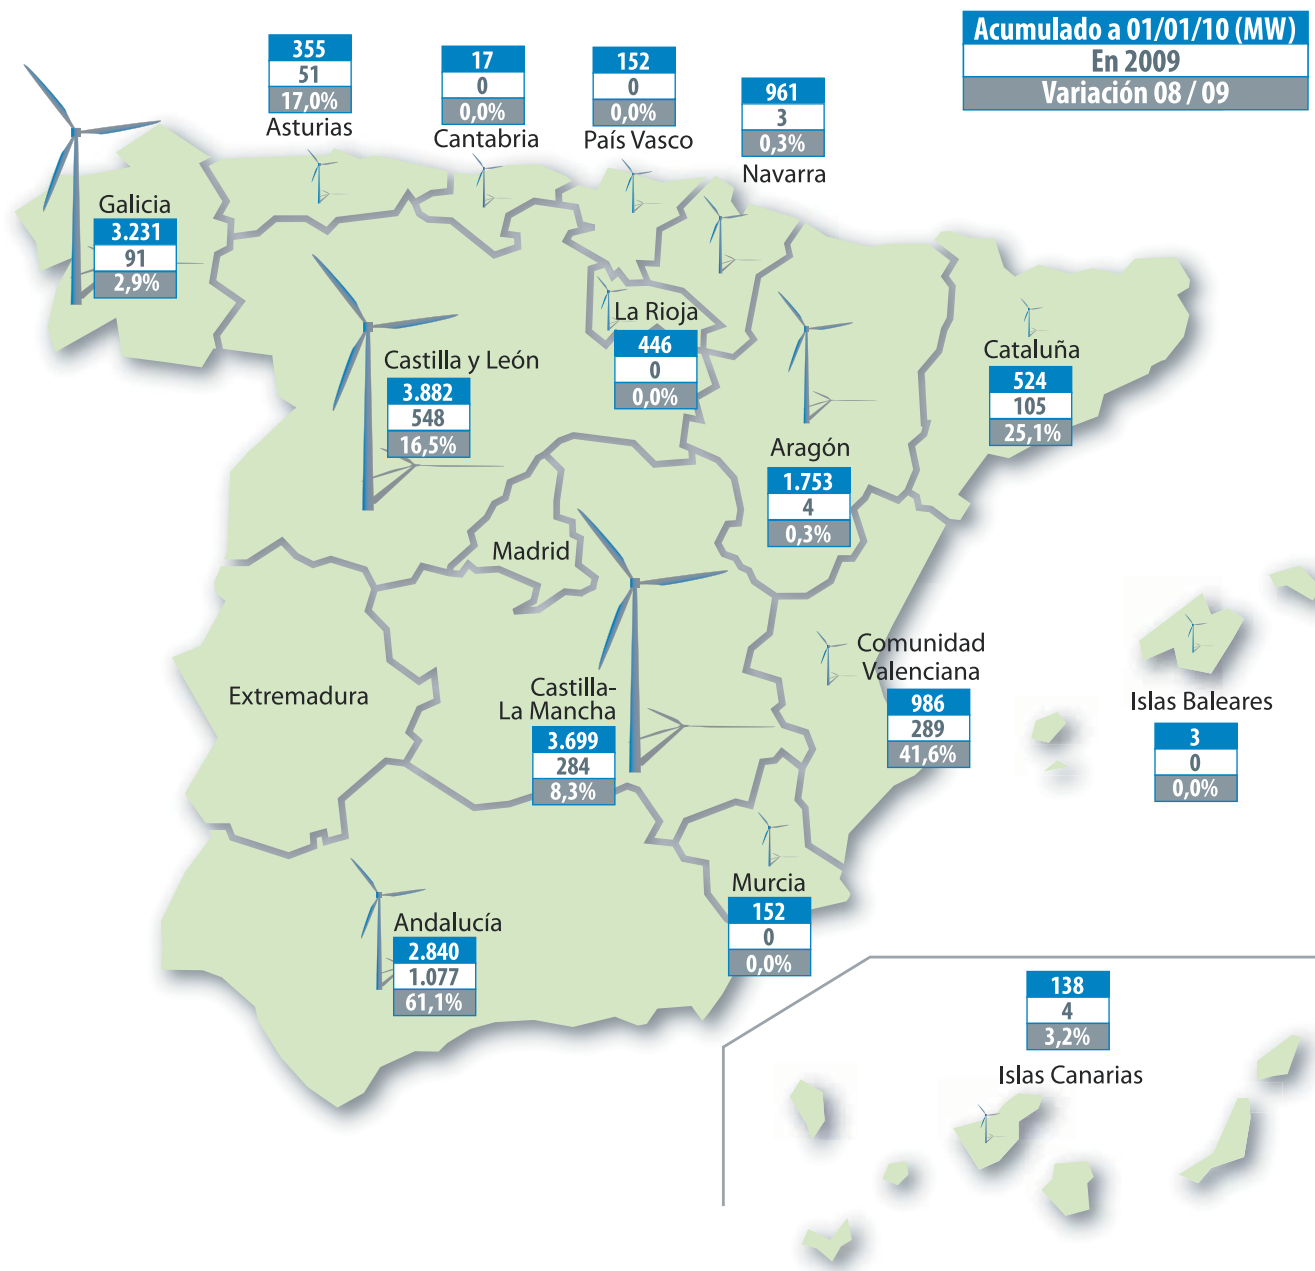 Acumulado a 01/01/10 (MW)
En 2009
Variación 08 / 09
355
51
17,0%
Asturias
17
0
0,0%
Cantabria
152
0
0,0%
País Vasco
961
3
0,3%
Navarra
Galicia
3.231
91
2,9%
Castilla y León
3.882
548
16,5%
La Rioja
446
0
0,0%
Aragón
1.753
4
0,3%
Cataluña
524
105
25,1%
Madrid
Extremadura
Castilla-
La Mancha
3.699
284
8,3%
Comunidad
Valenciana
986
289
41,6%
Islas Baleares
3
0
0,0%
Murcia
152
0
0,0%
Andalucía
2.840
1.077
61,1%
138
4
3,2%
Islas Canarias